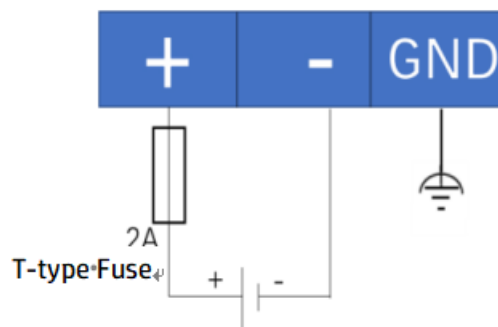 + - GND
2A
T-type Fuse
+ -